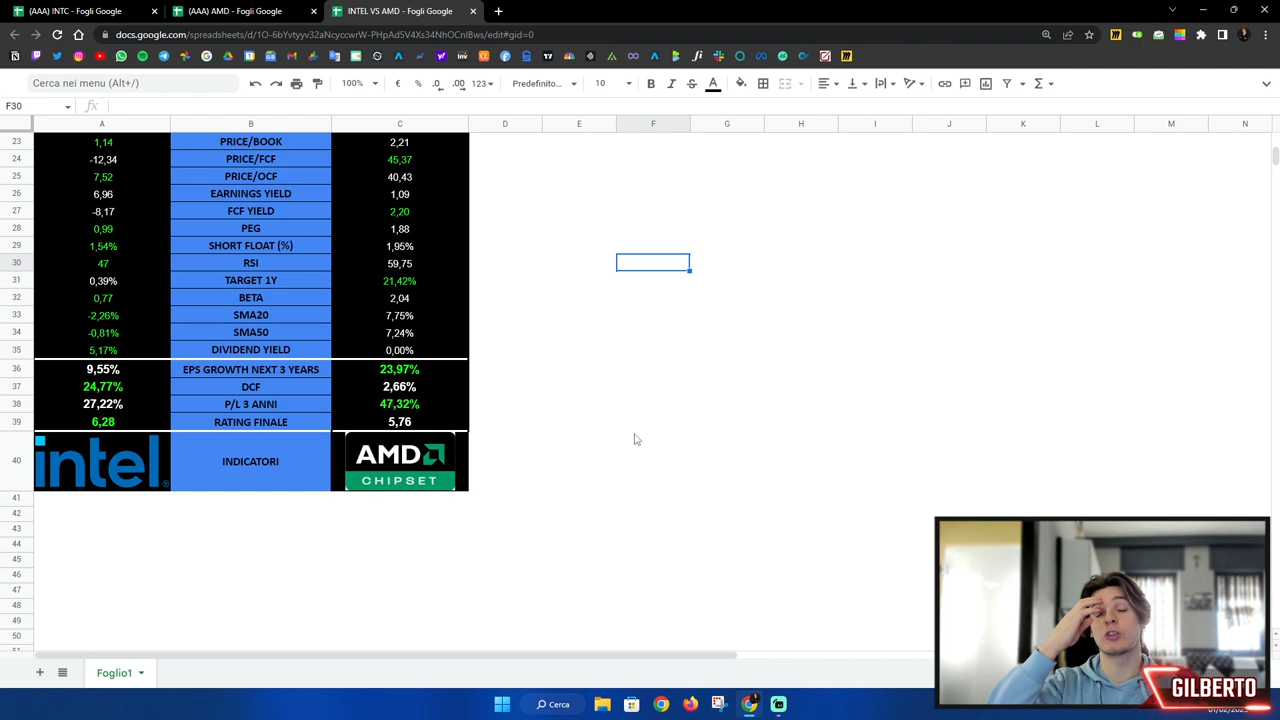 (AAA) INTC - Fogli Google
(AAA) AMD - Fogli Google
INTEL VS AMD - Fogli Google
docs.google.com/spreadsheets/d/1O-6bYvtyyv32aNcyccwrW-PHpAd5V4Xs34NhOCnIBws/edit#gid=0
Cerca nei menu (Alt+/)
100%
€ % .0 .00 123
Predefinito...
10
F30
A B C D E F G H I J K L M N
23 1,14 PRICE/BOOK 2,21
24 -12,34 PRICE/FCF 45,37
25 7,52 PRICE/OCF 40,43
26 6,96 EARNINGS YIELD 1,09
27 -8,17 FCF YIELD 2,20
28 0,99 PEG 1,88
29 1,54% SHORT FLOAT (%) 1,95%
30 47 RSI 59,75
31 0,39% TARGET 1Y 21,42%
32 0,77 BETA 2,04
33 -2,26% SMA20 7,75%
34 -0,81% SMA50 7,24%
35 5,17% DIVIDEND YIELD 0,00%
36 9,55% EPS GROWTH NEXT 3 YEARS 23,97%
37 24,77% DCF 2,66%
38 27,22% P/L 3 ANNI 47,32%
39 6,28 RATING FINALE 5,76
40 intel INDICATORI AMD
CHIPSET
41
42
43
44
45
46
47
48
49
50
Foglio1
GILBERTO
Cerca